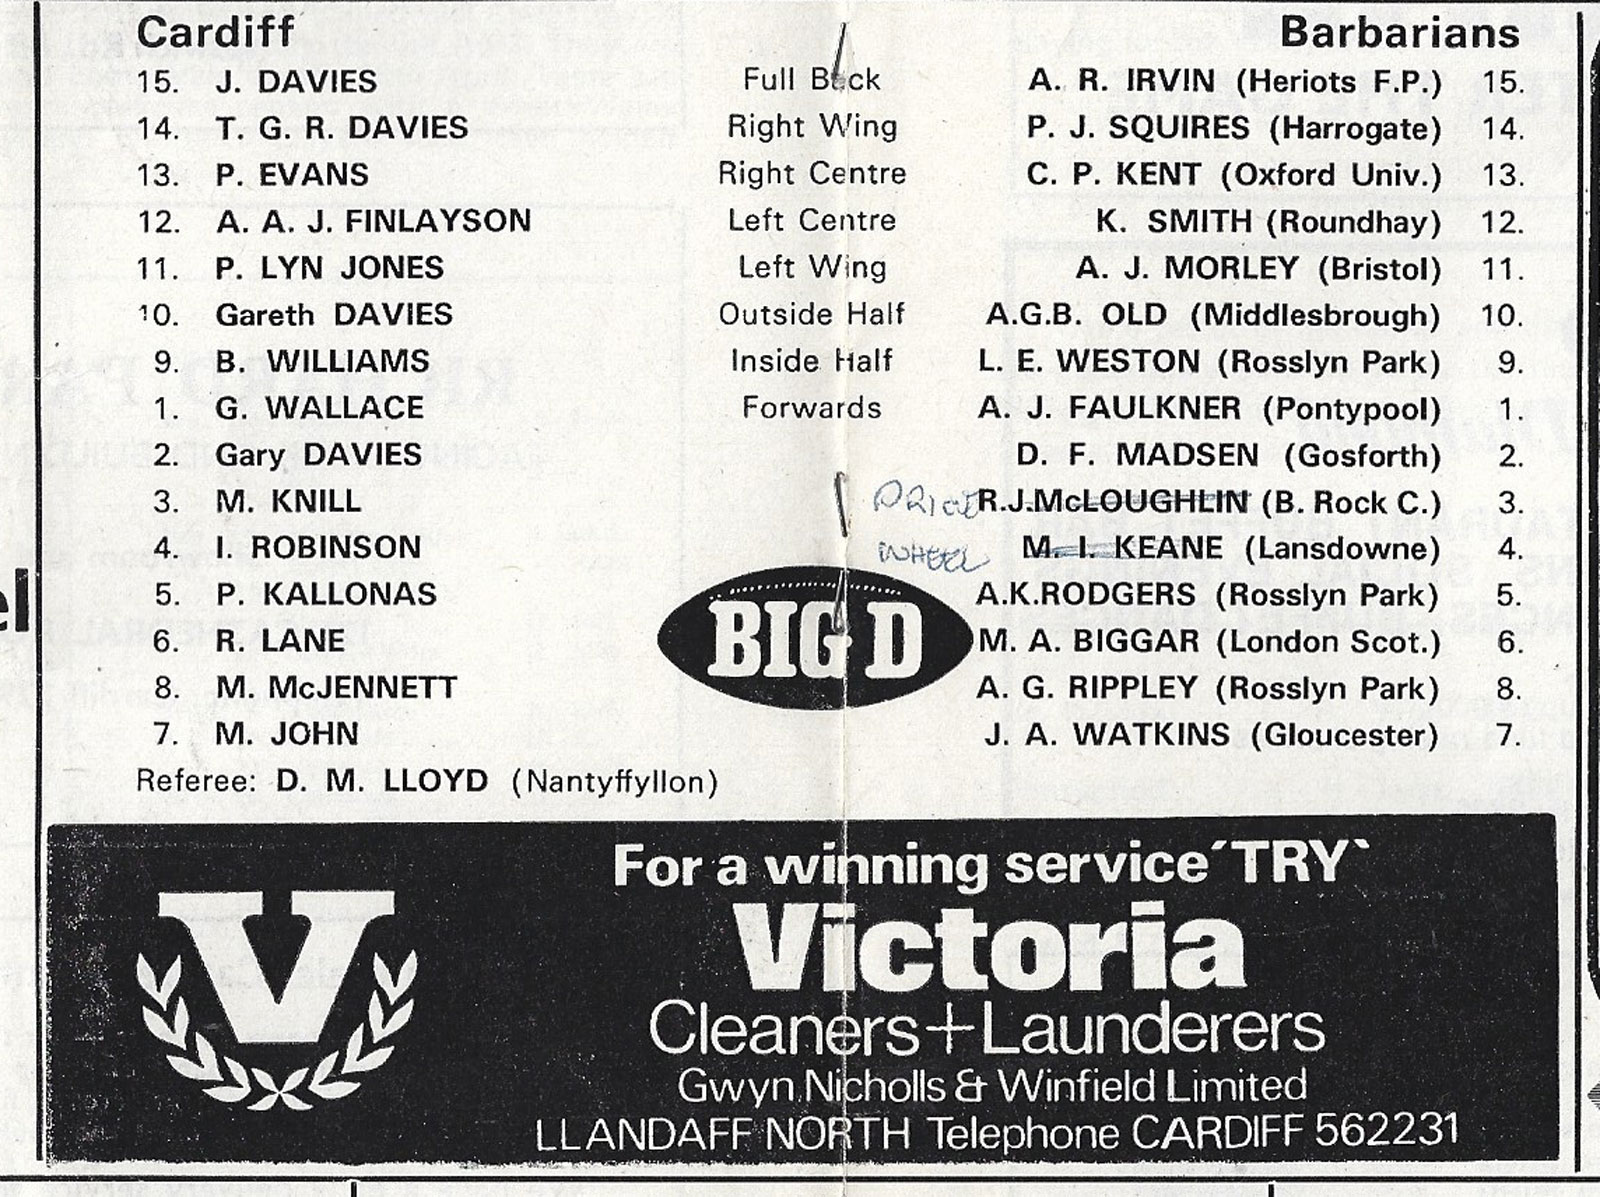 Cardiff Barbarians
15. J. DAVIES Full Back A. R. IRVIN (Heriots F.P.) 15.
14. T. G. R. DAVIES Right Wing P. J. SQUIRES (Harrogate) 14.
13. P. EVANS Right Centre C. P. KENT (Oxford Univ.) 13.
12. A. A. J. FINLAYSON Left Centre K. SMITH (Roundhay) 12.
11. P. LYN JONES Left Wing A. J. MORLEY (Bristol) 11.
10. Gareth DAVIES Outside Half A.G.B. OLD (Middlesbrough) 10.
9. B. WILLIAMS Inside Half L. E. WESTON (Rosslyn Park) 9.
1. G. WALLACE Forwards A. J. FAULKNER (Pontypool) 1.
2. Gary DAVIES D. F. MADSEN (Gosforth) 2.
3. M. KNILL PRICE R.J.McLOUGHLIN (B. Rock C.) 3.
4. I. ROBINSON WHEEL M. I. KEANE (Lansdowne) 4.
5. P. KALLONAS A.K.RODGERS (Rosslyn Park) 5.
6. R. LANE BIG D M. A. BIGGAR (London Scot.) 6.
8. M. McJENNETT A. G. RIPPLEY (Rosslyn Park) 8.
7. M. JOHN J. A. WATKINS (Gloucester) 7.
Referee: D. M. LLOYD (Nantyffyllon)
For a winning service ´TRY`
V Victoria
Cleaners+Launderers
Gwyn Nicholls & Winfield Limited
LLANDAFF NORTH Telephone CARDIFF 562231